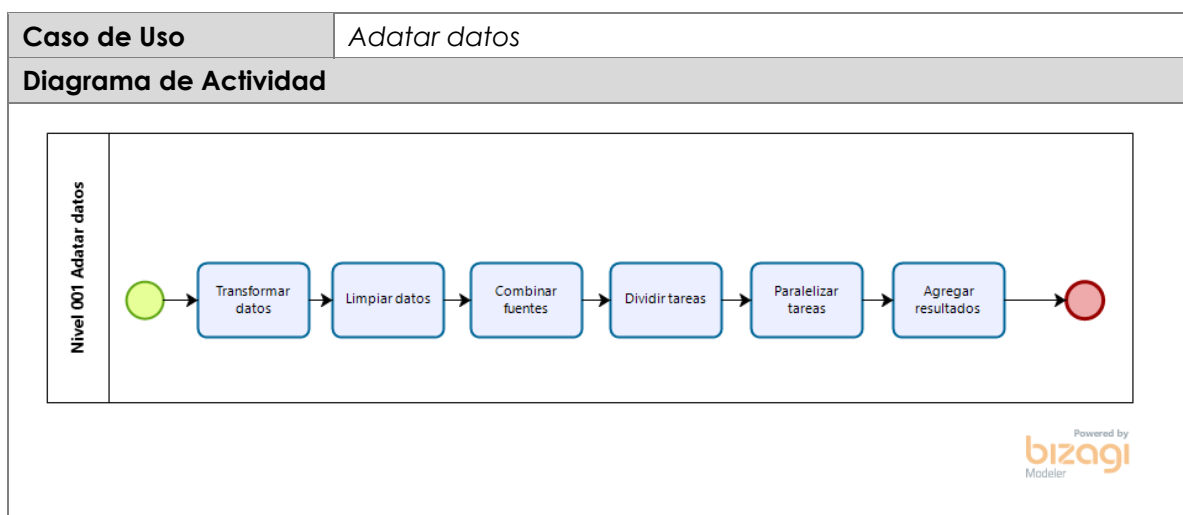 Caso de Uso
Adatar datos
Diagrama de Actividad
Nivel 001 Adatar datos
Transformar
datos
Limpiar datos
Combinar
fuentes
Dividir tareas
Paralelizar
tareas
Agregar
resultados
Powered by
bizagi
Modeler